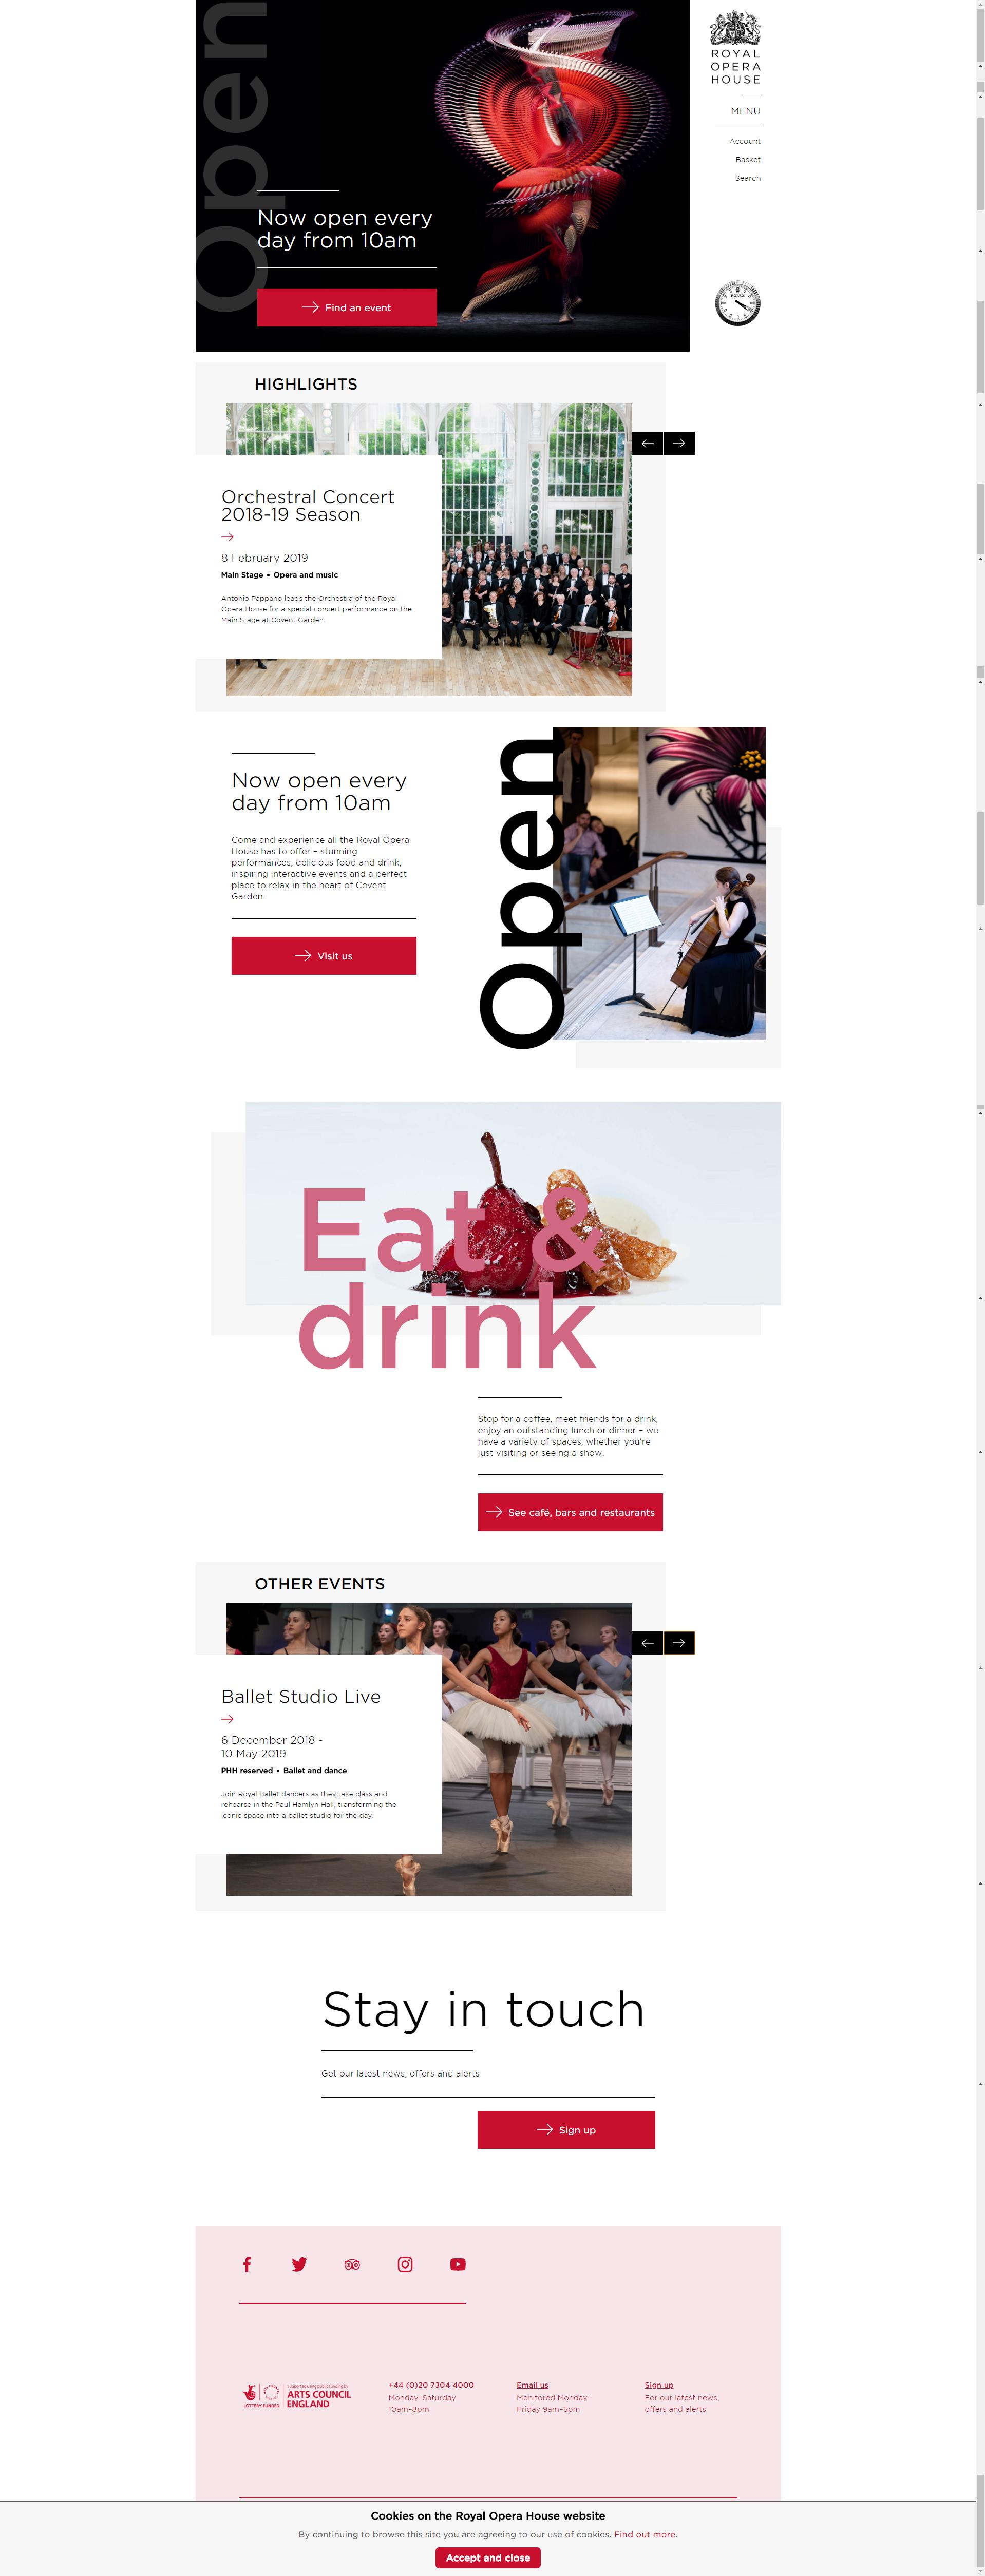 Open
Now open every
day from 10am
Find an event
ROYAL
OPERA
HOUSE
MENU
Account
Basket
Search
ROLEX
HIGHLIGHTS
Orchestral Concert
2018-19 Season
8 February 2019
Main Stage • Opera and music
Antonio Pappano leads the Orchestra of the Royal
Opera House for a special concert performance on the
Main Stage at Covent Garden.
Now open every
day from 10am
Come and experience all the Royal Opera
House has to offer – stunning
performances, delicious food and drink,
inspiring interactive events and a perfect
place to relax in the heart of Covent
Garden.
Visit us
Open
Eat &
drink
Stop for a coffee, meet friends for a drink,
enjoy an outstanding lunch or dinner – we
have a variety of spaces, whether you're
just visiting or seeing a show.
See café, bars and restaurants
OTHER EVENTS
Ballet Studio Live
6 December 2018 -
10 May 2019
PHH reserved • Ballet and dance
Join Royal Ballet dancers as they take class and
rehearse in the Paul Hamlyn Hall, transforming the
iconic space into a ballet studio for the day.
Stay in touch
Get our latest news, offers and alerts
Sign up
Supported using public funding by
ARTS COUNCIL
ENGLAND
LOTTERY FUNDED
+44 (0)20 7304 4000
Monday–Saturday
10am–8pm
Email us
Monitored Monday–
Friday 9am–5pm
Sign up
For our latest news,
offers and alerts
Cookies on the Royal Opera House website
By continuing to browse this site you are agreeing to our use of cookies. Find out more.
Accept and close